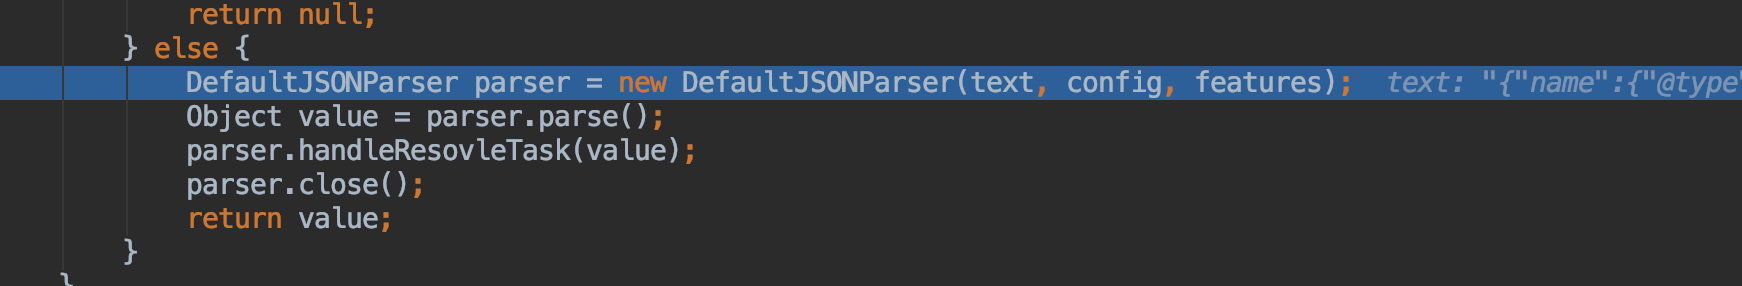 return null;
} else {
DefaultJSONParser parser = new DefaultJSONParser(text, config, features); text: "{"name":{"@type"
Object value = parser.parse();
parser.handleResovleTask(value);
parser.close();
return value;
}
}